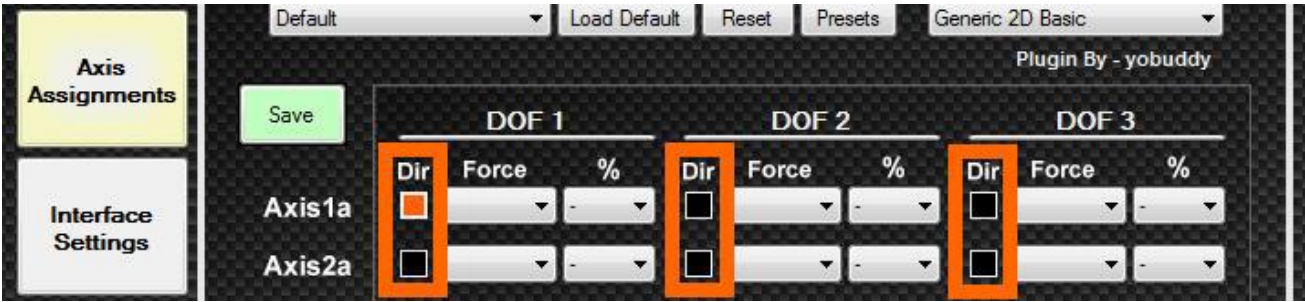 Default Load Default Reset Presets Generic 2D Basic
Plugin By - yobuddy
Axis
Assignments
Save
DOF 1 DOF 2 DOF 3
Dir Force % Dir Force % Dir Force %
Axis1a - - -
Interface
Settings
Axis2a - - -